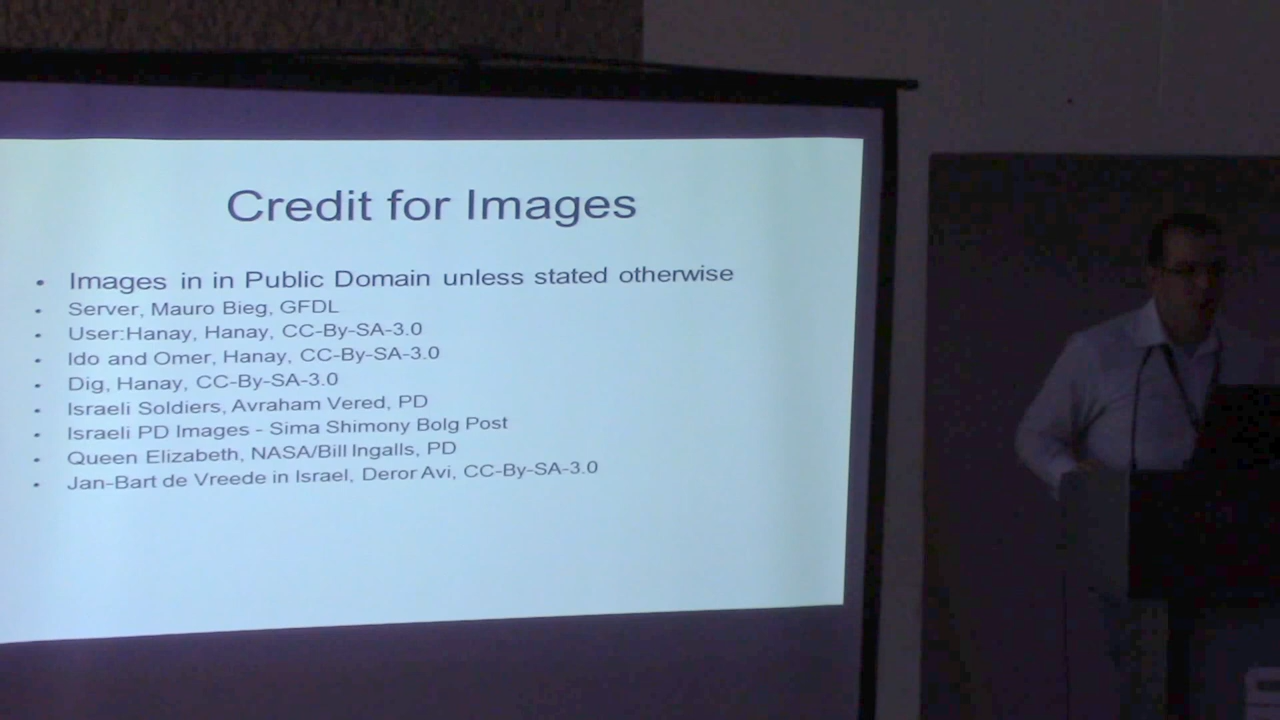 Credit for Images
• Images in in Public Domain unless stated otherwise
• Server, Mauro Bieg, GFDL
• User:Hanay, Hanay, CC-By-SA-3.0
• Ido and Omer, Hanay, CC-By-SA-3.0
• Dig, Hanay, CC-By-SA-3.0
• Israeli Soldiers, Avraham Vered, PD
• Israeli PD Images - Sima Shimony Bolg Post
• Queen Elizabeth, NASA/Bill Ingalls, PD
• Jan-Bart de Vreede in Israel, Deror Avi, CC-By-SA-3.0